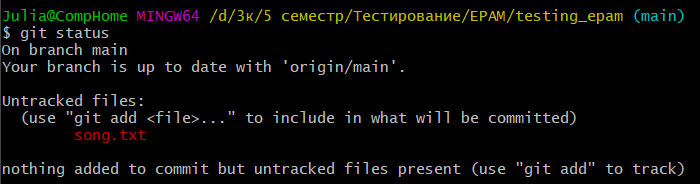 Julia@CompHome MINGW64 /d/3к/5 семестр/Тестирование/EPAM/testing_epam (main)
$ git status
On branch main
Your branch is up to date with 'origin/main'.
Untracked files:
(use "git add <file>..." to include in what will be committed)
song.txt
nothing added to commit but untracked files present (use "git add" to track)